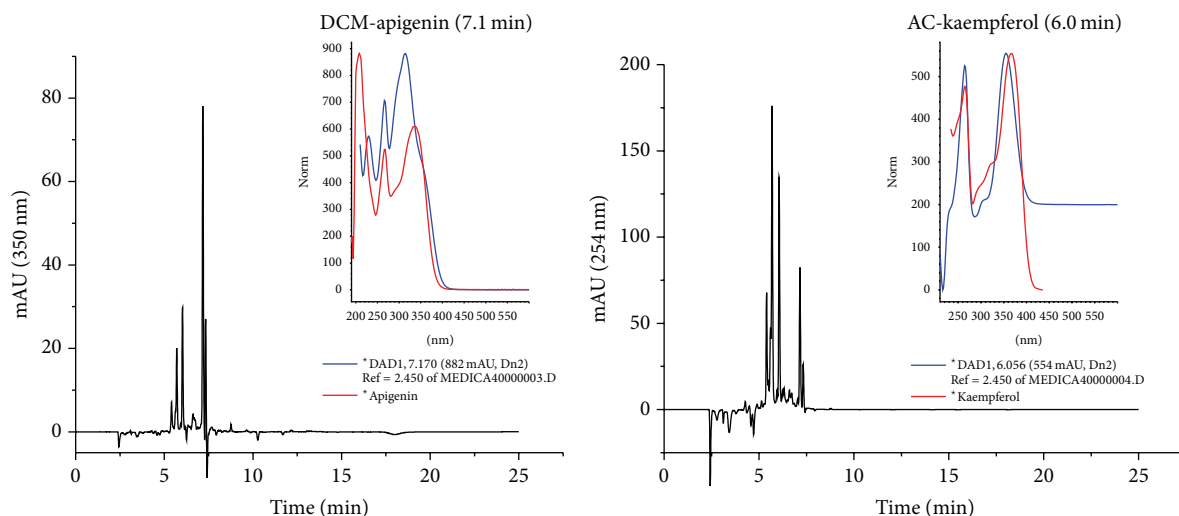 DCM-apigenin (7.1 min)
900
800
700
600
500
400
300
200
100
0
Norm
200 250 300 350 400 450 500 550
(nm)
*DAD1, 7.170 (882 mAU, Dn2)
Ref = 2.450 of MEDICA40000003.D
*Apigenin
80
60
40
20
0
mAU (350 nm)
0 5 10 15 20 25
Time (min)
AC-kaempferol (6.0 min)
500
400
300
200
100
0
Norm
250 300 350 400 450 500 550
(nm)
*DAD1, 6.056 (554 mAU, Dn2)
Ref = 2.450 of MEDICA40000004.D
*Kaempferol
200
150
100
50
0
mAU (254 nm)
0 5 10 15 20 25
Time (min)